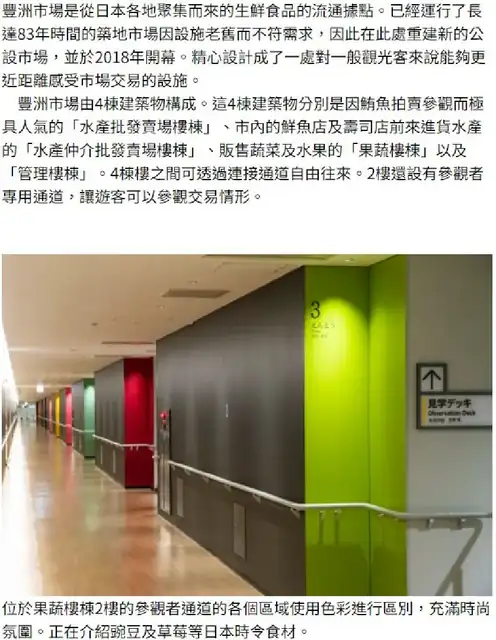 豐洲市場是從日本各地聚集而來的生鮮食品的流通據點。已經運行了長
達83年時間的築地市場因設施老舊而不符需求，因此在此處重建新的公
設市場，並於2018年開幕。精心設計成了一處對一般觀光客來說能夠更
近距離感受市場交易的設施。
豐洲市場由4棟建築物構成。這4棟建築物分別是因鮪魚拍賣參觀而極
具人氣的「水產批發賣場樓棟」、市內的鮮魚店及壽司店前來進貨水產
的「水產仲介批發賣場樓棟」、販售蔬菜及水果的「果蔬樓棟」以及
「管理樓棟」。4棟樓之間可透過連接通道自由往來。2樓還設有參觀者
專用通道，讓遊客可以參觀交易情形。
3
見学デッキ
Observation Deck
位於果蔬樓棟2樓的參觀者通道的各個區域使用色彩進行區別，充滿時尚
氛圍。正在介紹豌豆及草莓等日本時令食材。